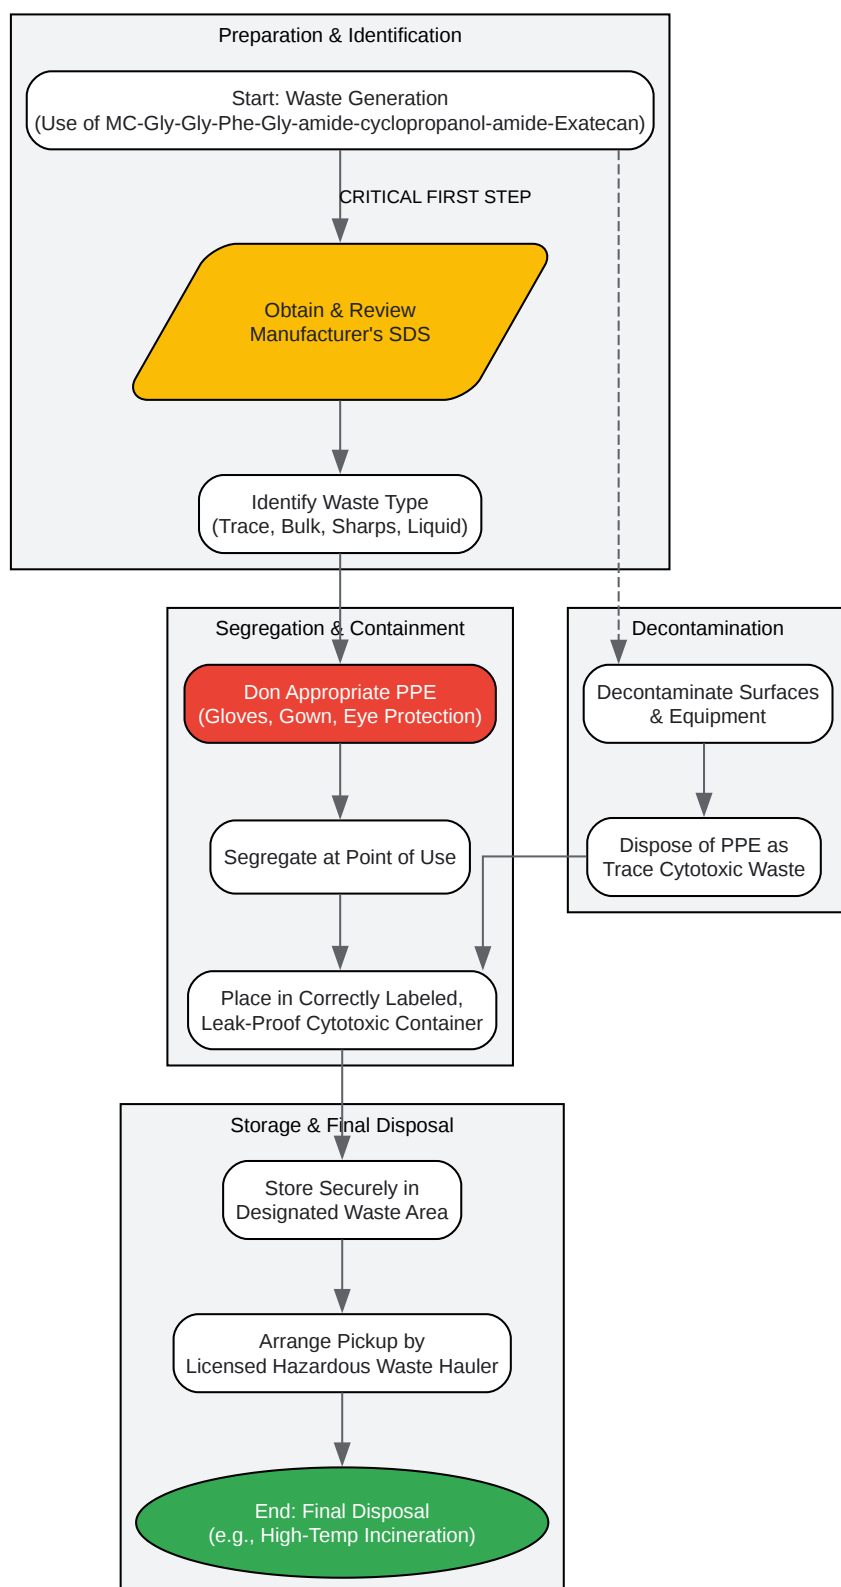 Preparation & Identification
Start: Waste Generation
(Use of MC-Gly-Gly-Phe-Gly-amide-cyclopropanol-amide-Exatecan)
CRITICAL FIRST STEP
Obtain & Review
Manufacturer's SDS
Identify Waste Type
(Trace, Bulk, Sharps, Liquid)
Segregation & Containment
Don Appropriate PPE
(Gloves, Gown, Eye Protection)
Segregate at Point of Use
Place in Correctly Labeled,
Leak-Proof Cytotoxic Container
Decontamination
Decontaminate Surfaces
& Equipment
Dispose of PPE as
Trace Cytotoxic Waste
Storage & Final Disposal
Store Securely in
Designated Waste Area
Arrange Pickup by
Licensed Hazardous Waste Hauler
End: Final Disposal
(e.g., High-Temp Incineration)